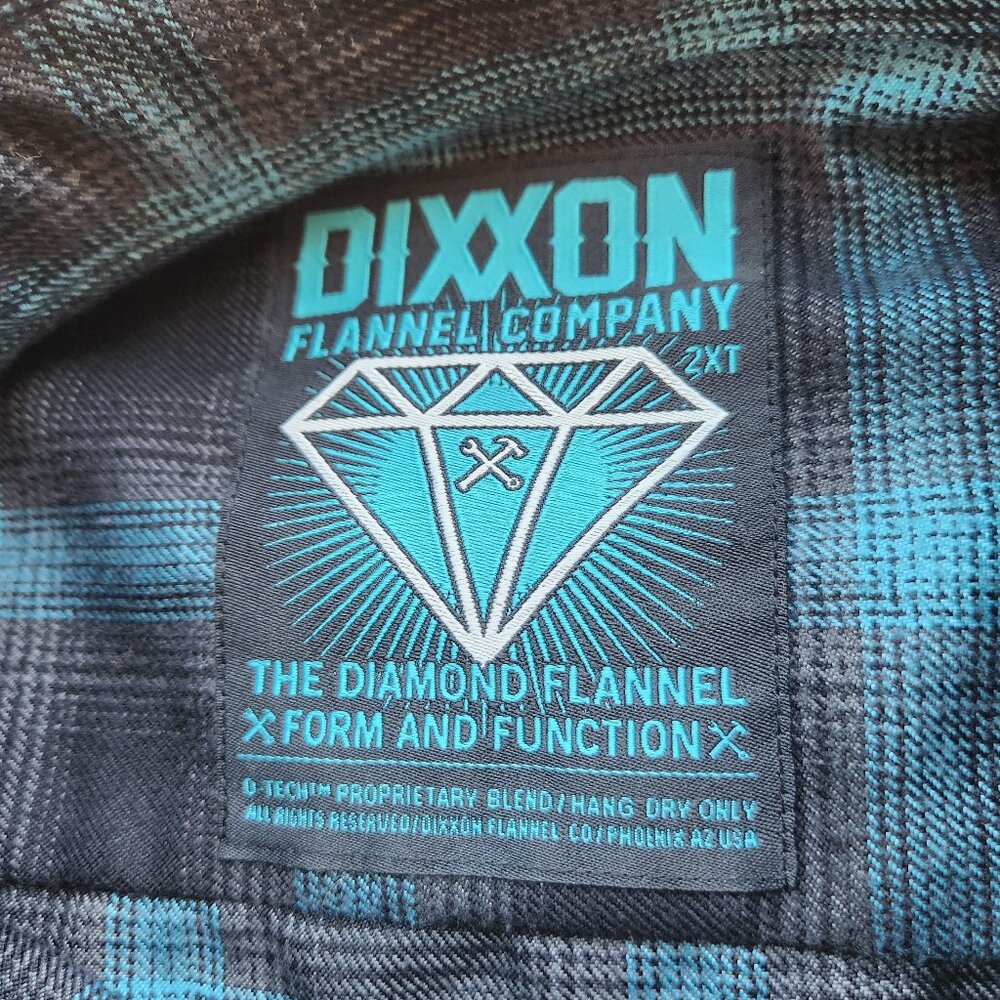 DIXXON
FLANNEL COMPANY
2XT
THE DIAMOND FLANNEL
FORM AND FUNCTION
D-TECH™ PROPRIETARY BLEND/HANG DRY ONLY
ALL RIGHTS RESERVED/DIXXON FLANNEL CO/PHOENIX AZ USA